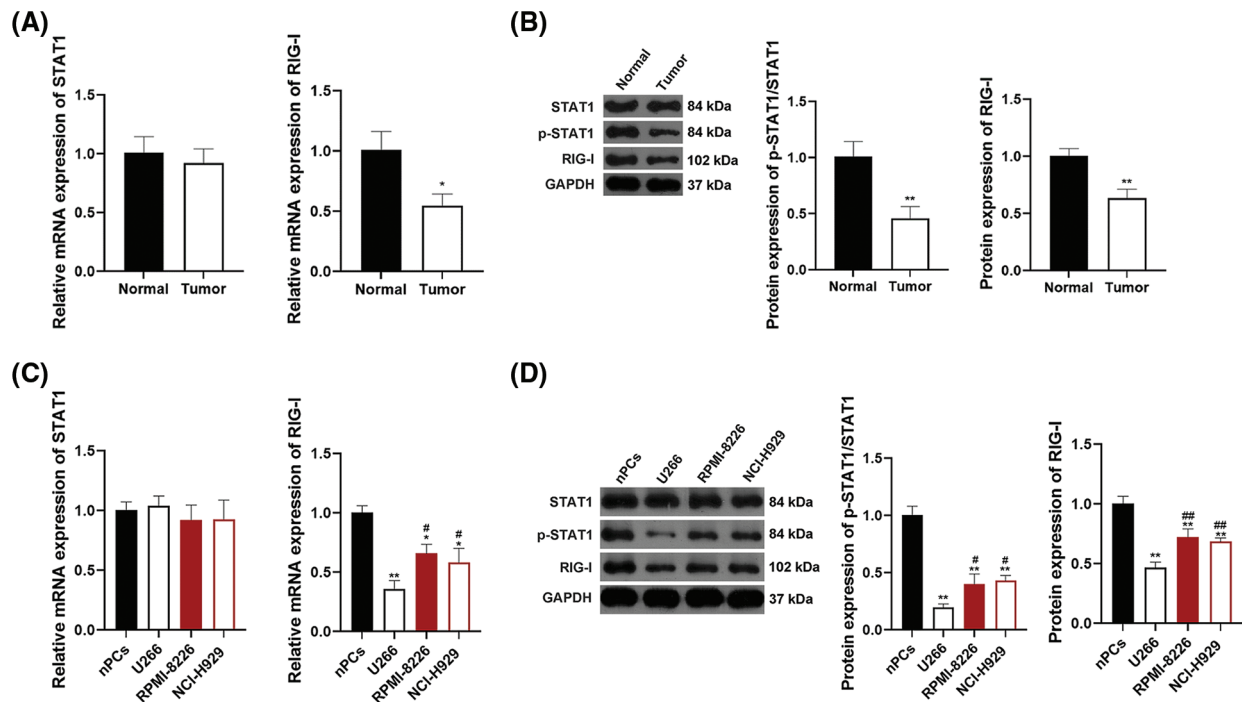 (A)
Relative mRNA expression of STAT1
1.5
1.0
0.5
0.0
Normal Tumor
Relative mRNA expression of RIG-I
1.5
1.0
0.5
0.0
*
Normal Tumor
(B)
Normal Tumor
STAT1 84 kDa
p-STAT1 84 kDa
RIG-I 102 kDa
GAPDH 37 kDa
Protein expression of p-STAT1/STAT1
1.5
1.0
0.5
0.0
**
Normal Tumor
Protein expression of RIG-I
1.5
1.0
0.5
0.0
**
Normal Tumor
(C)
Relative mRNA expression of STAT1
1.5
1.0
0.5
0.0
nPCs U266 RPMI-8226 NCI-H929
Relative mRNA expression of RIG-I
1.5
1.0
0.5
0.0
# #
** * *
nPCs U266 RPMI-8226 NCI-H929
(D)
nPCs U266 RPMI-8226 NCI-H929
STAT1 84 kDa
p-STAT1 84 kDa
RIG-I 102 kDa
GAPDH 37 kDa
Protein expression of p-STAT1/STAT1
1.5
1.0
0.5
0.0
# #
** ** **
nPCs U266 RPMI-8226 NCI-H929
Protein expression of RIG-I
1.5
1.0
0.5
0.0
## ##
** ** **
nPCs U266 RPMI-8226 NCI-H929